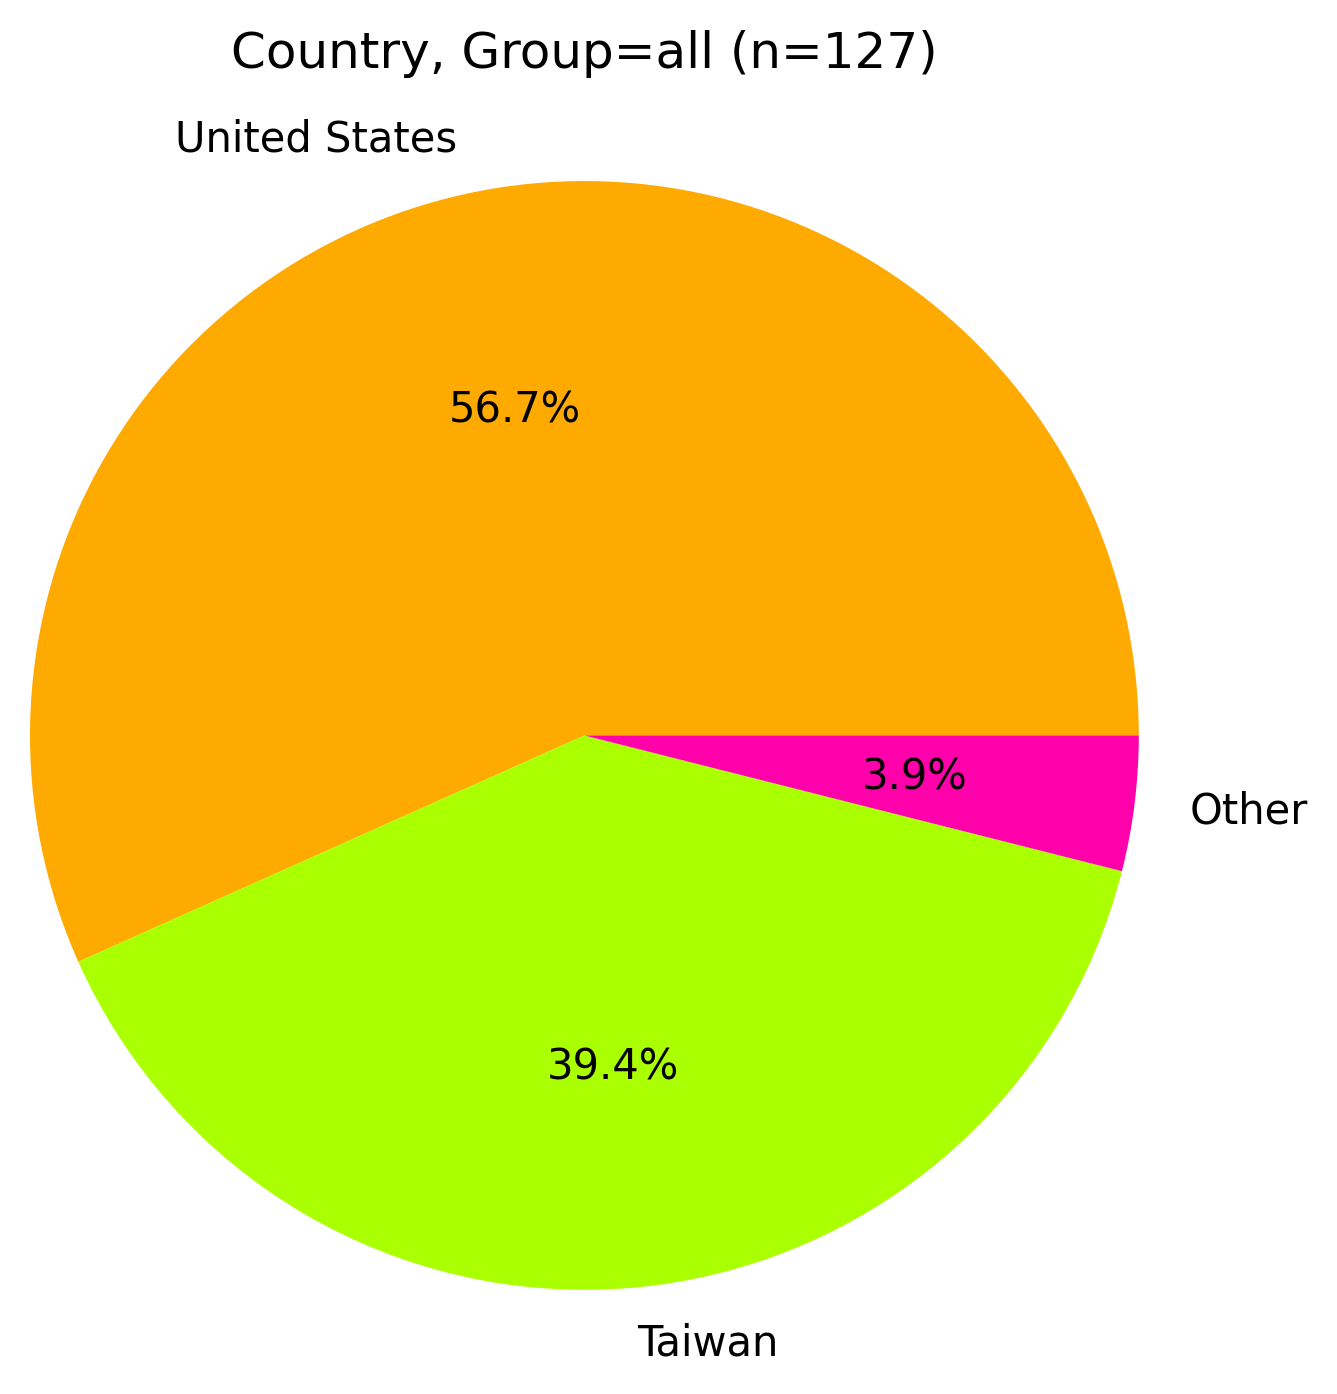 Country, Group=all (n=127)
United States
56.7%
3.9%
Other
39.4%
Taiwan